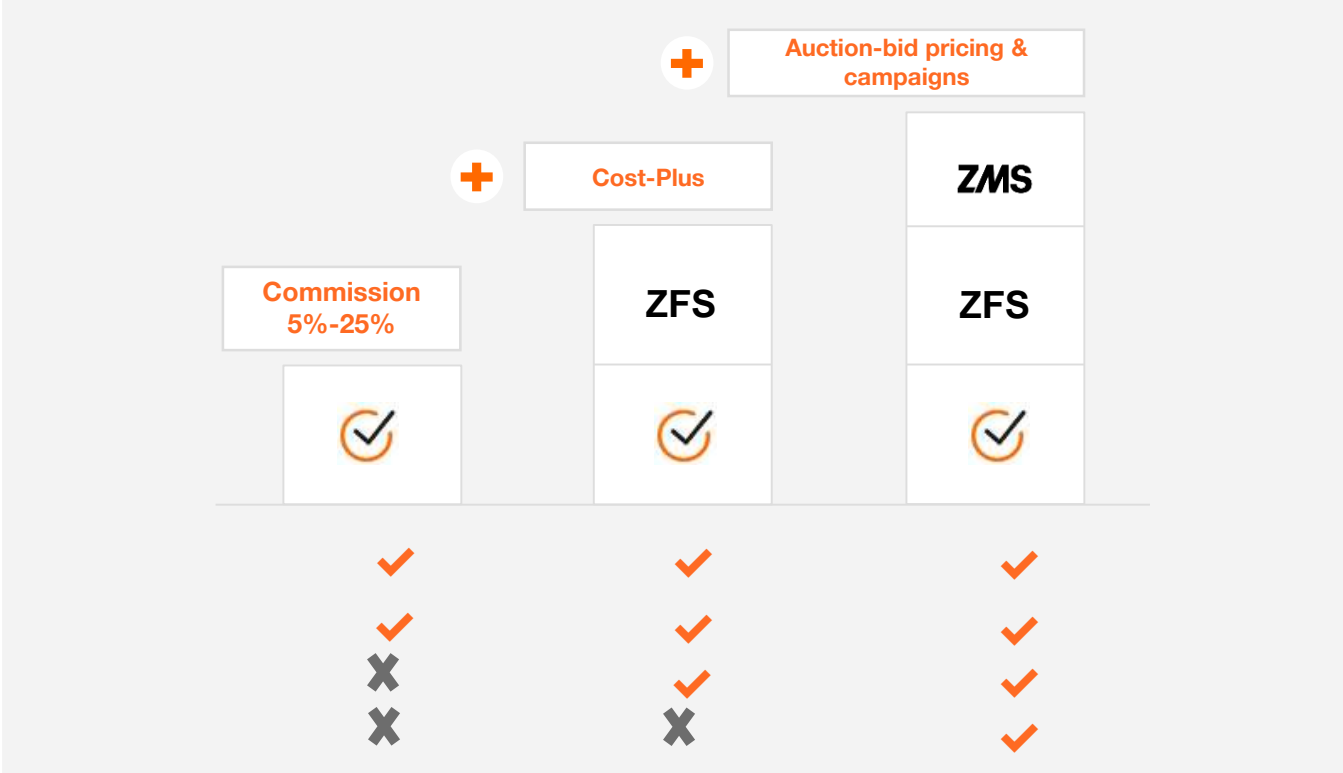 Auction-bid pricing &
campaigns
Cost-Plus
ZMS
Commission
5%-25%
ZFS
ZFS